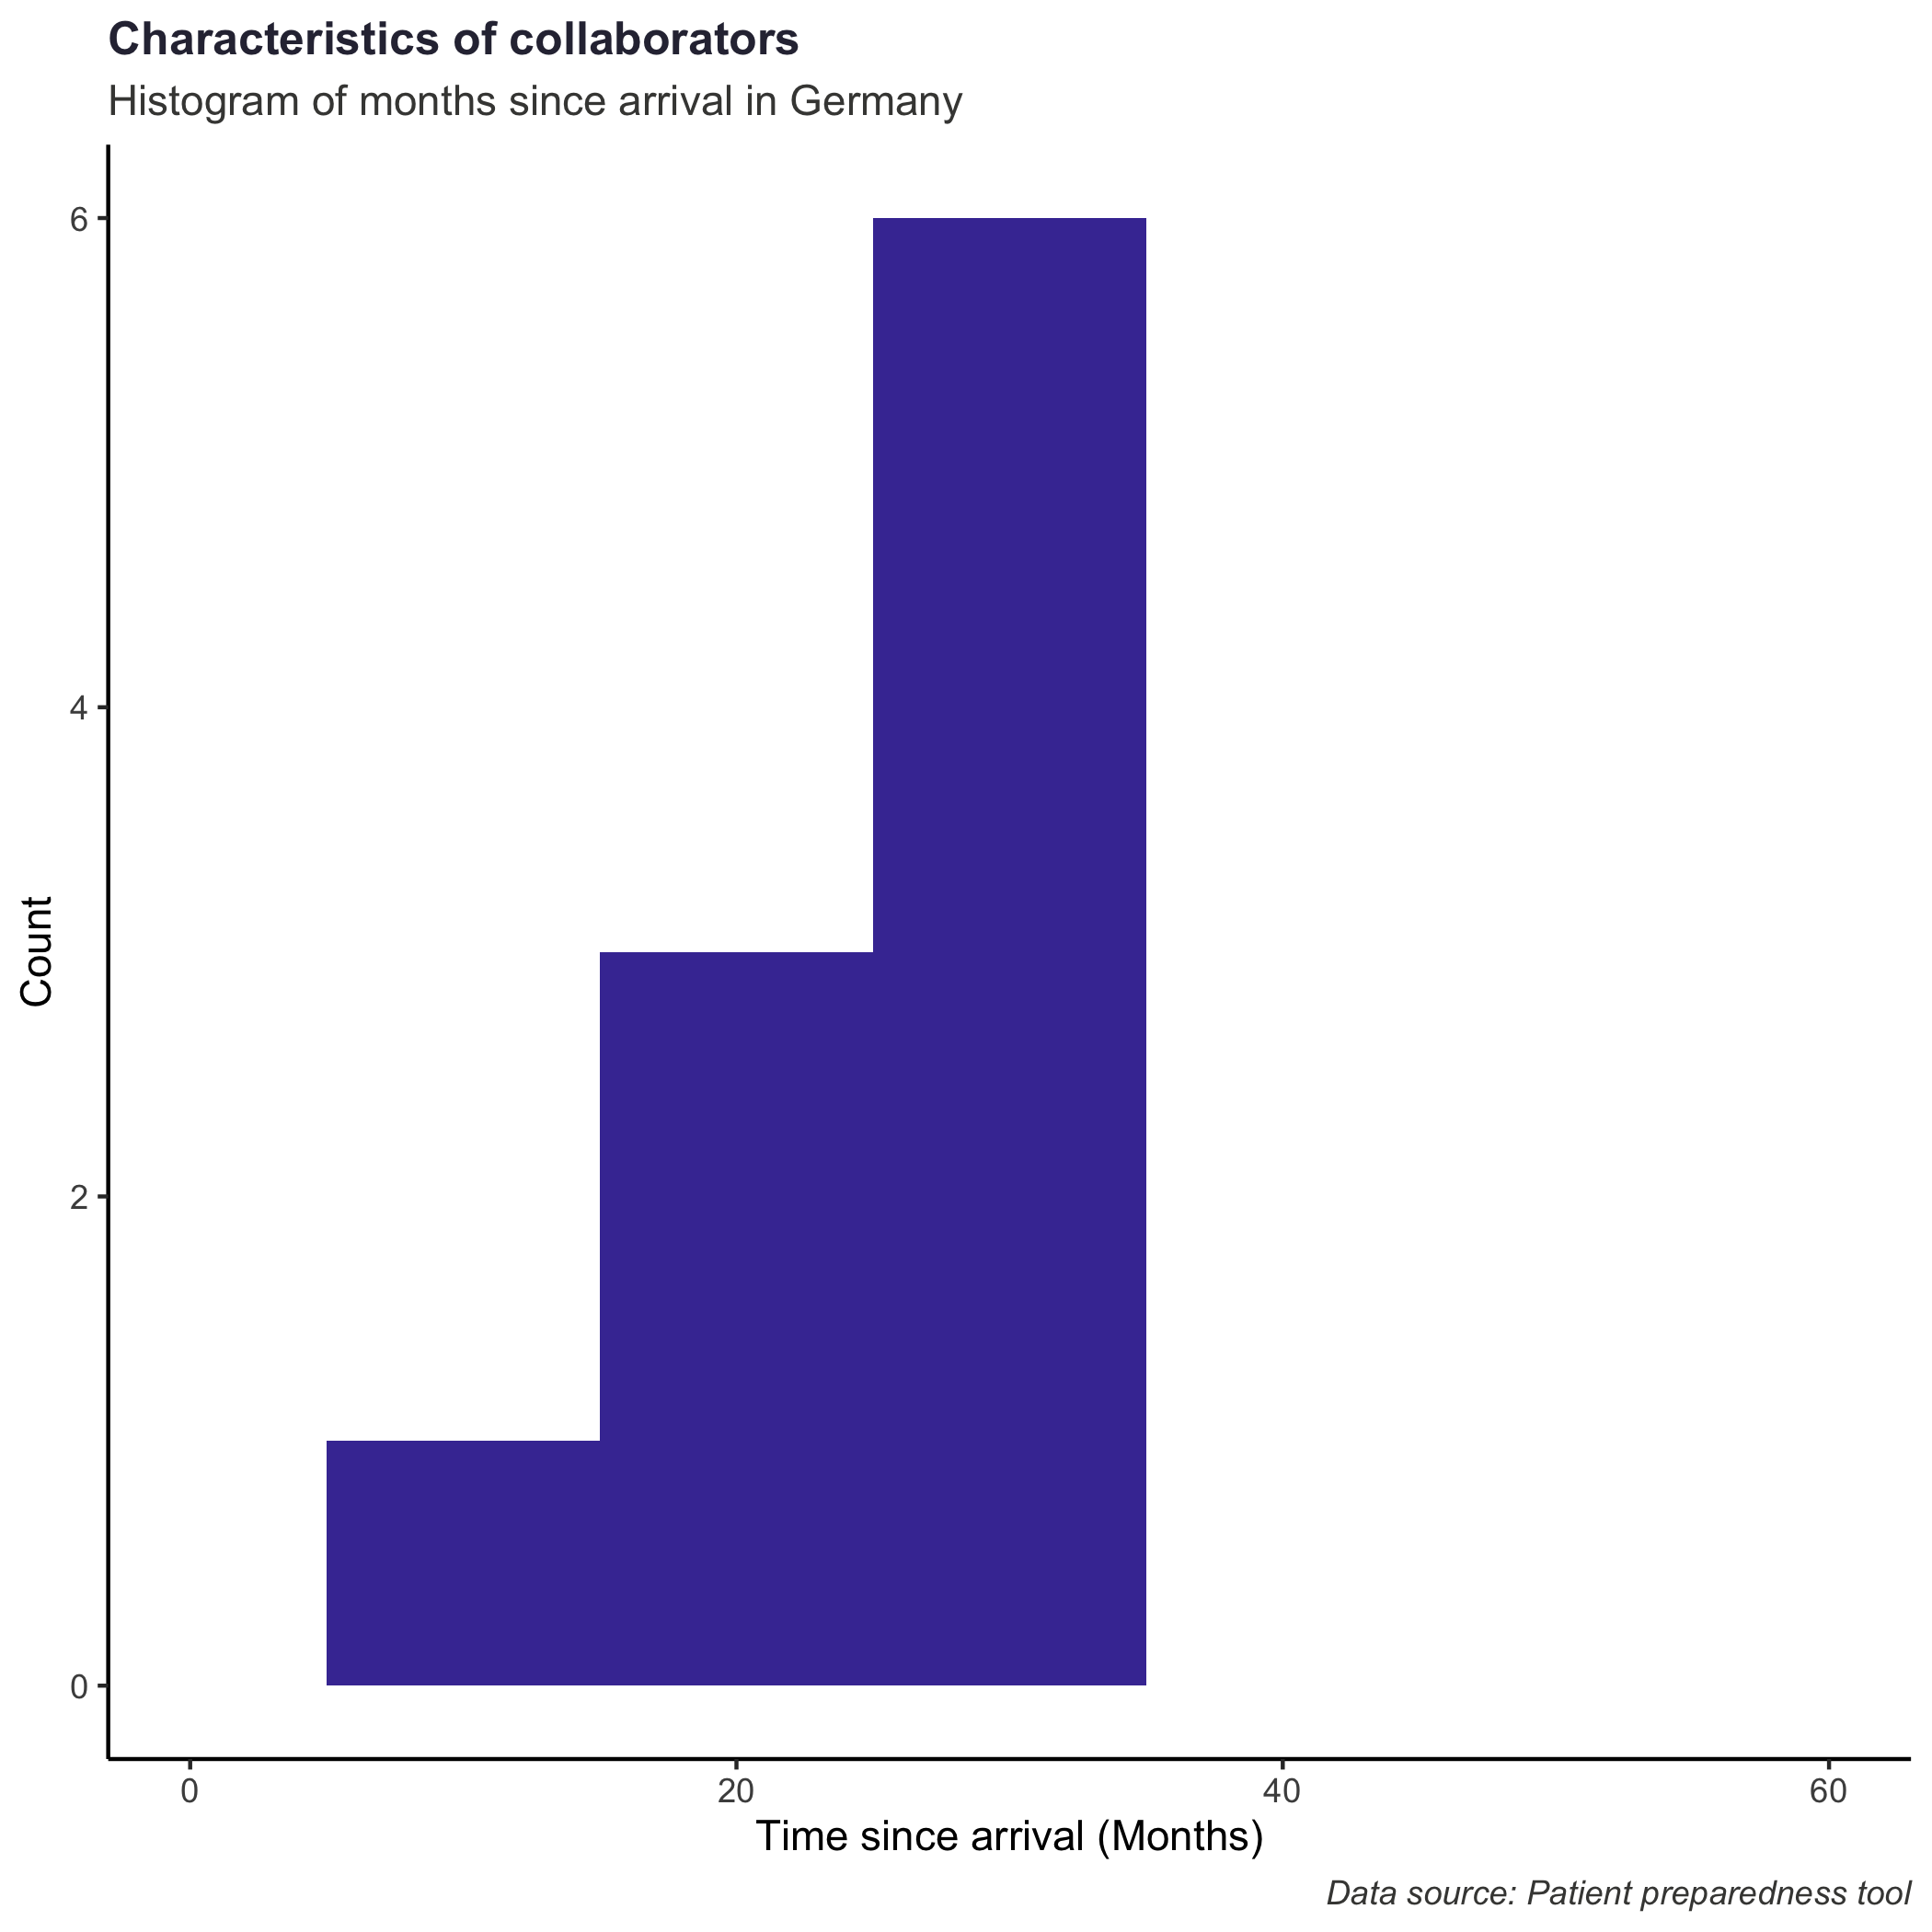 Characteristics of collaborators
Histogram of months since arrival in Germany
6
4
2
0
Count
0 20 40 60
Time since arrival (Months)
Data source: Patient preparedness tool